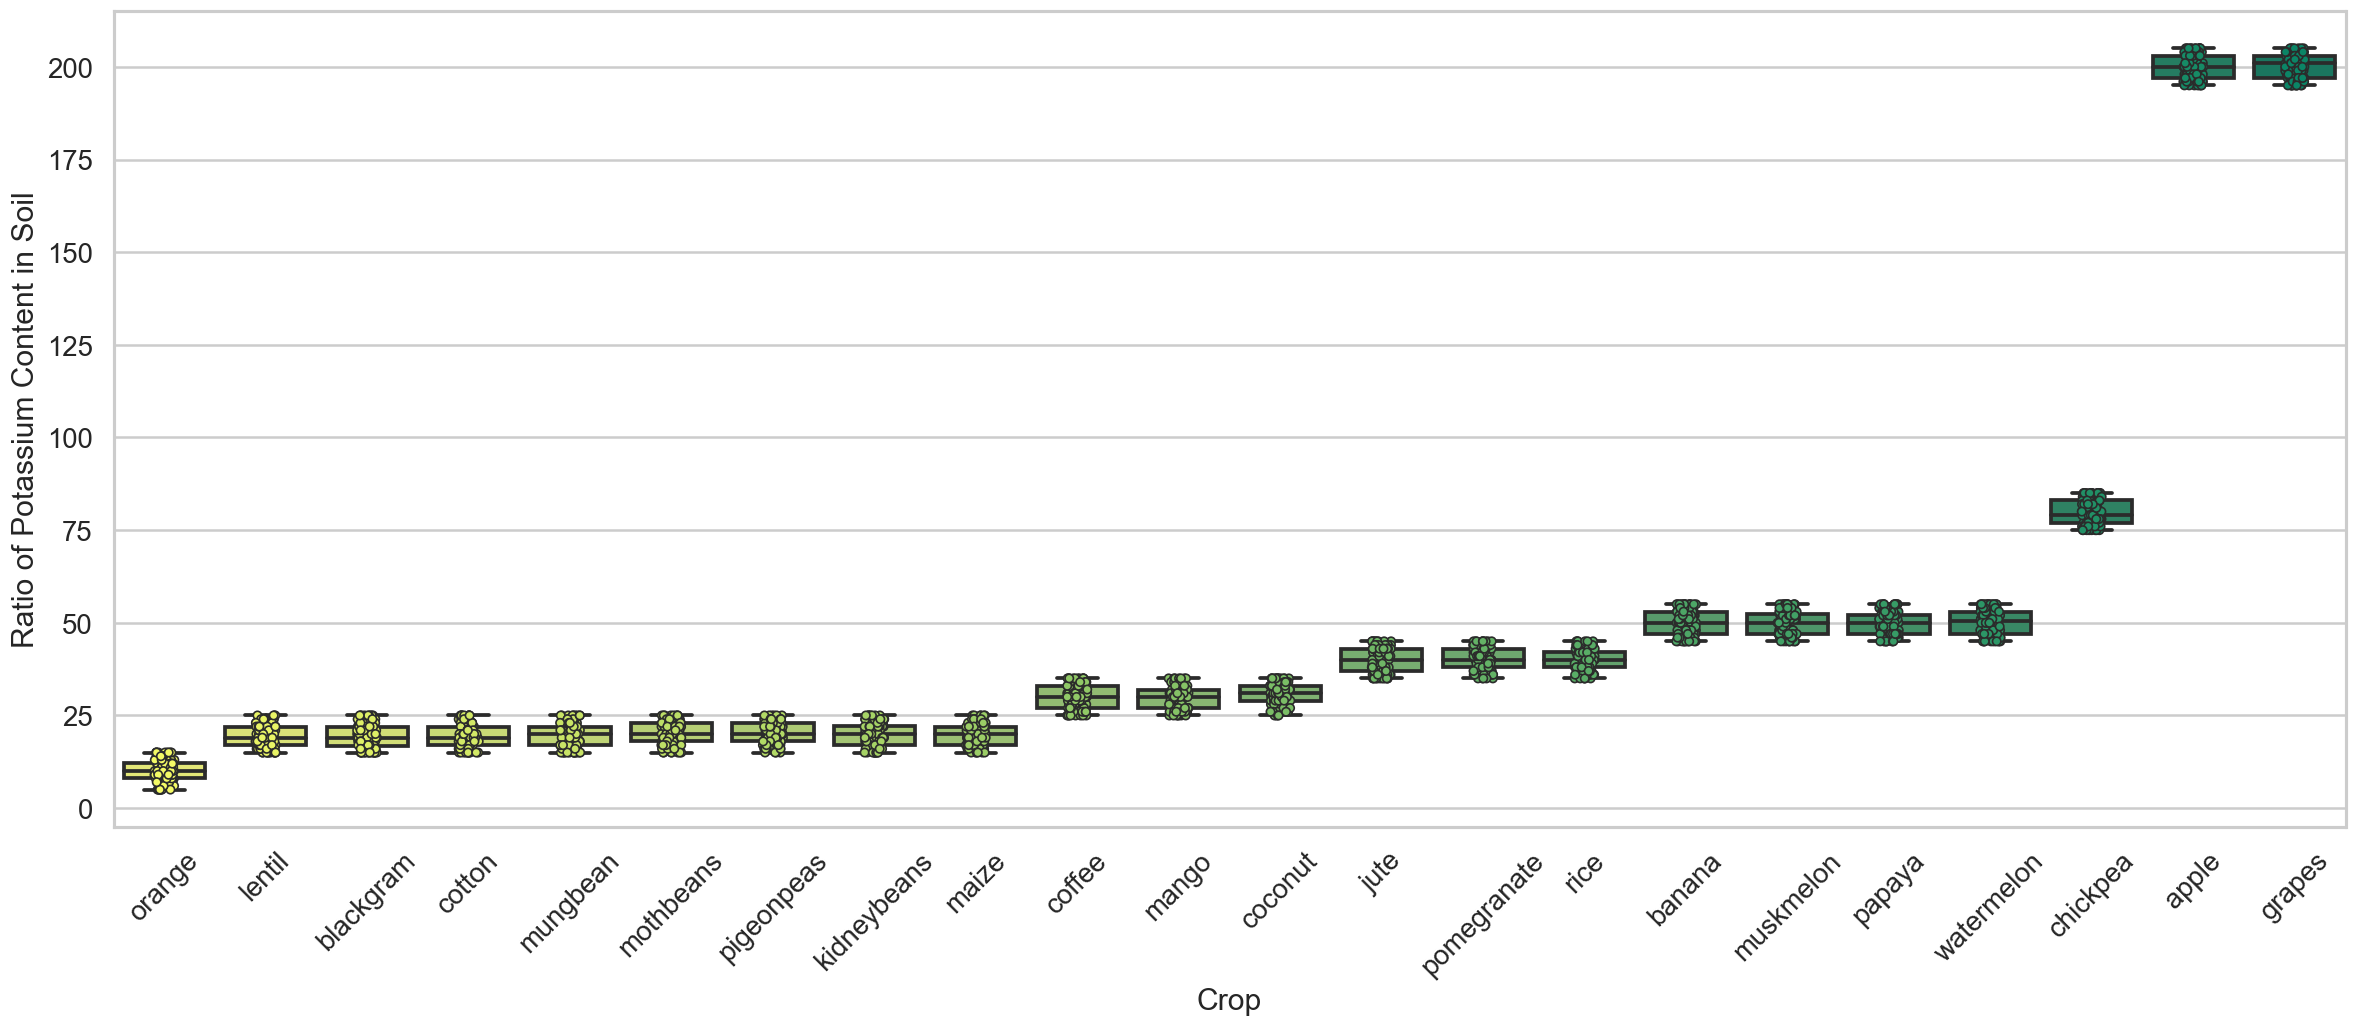 Ratio of Potassium Content in Soil
200
175
150
125
100
75
50
25
0
orange
lentil
blackgram
cotton
mungbean
mothbeans
pigeonpeas
kidneybeans
maize
coffee
mango
coconut
jute
pomegranate
rice
banana
muskmelon
papaya
watermelon
chickpea
apple
grapes
Crop